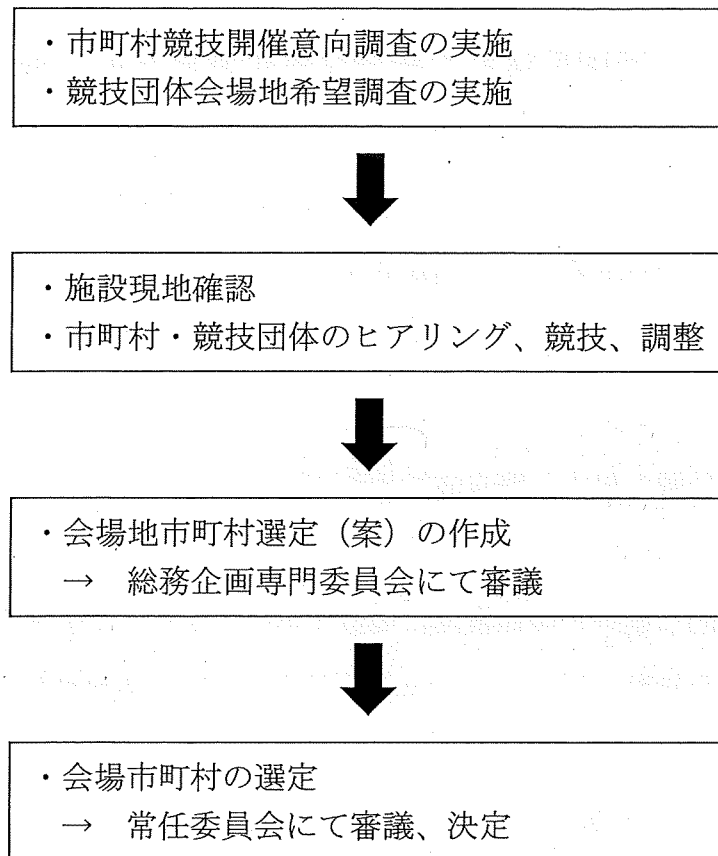 ・市町村競技開催意向調査の実施
・競技団体会場地希望調査の実施
・施設現地確認
・市町村・競技団体のヒアリング、競技、調整
・会場地市町村選定（案）の作成
→　総務企画専門委員会にて審議
・会場市町村の選定
→　常任委員会にて審議、決定